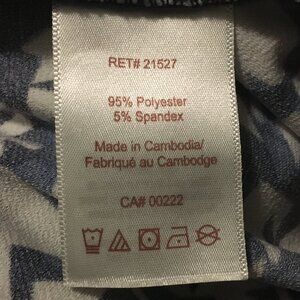 RET# 21527
95% Polyester
5% Spandex
Made in Cambodia/
Fabriqué au Cambodge
CA# 00222